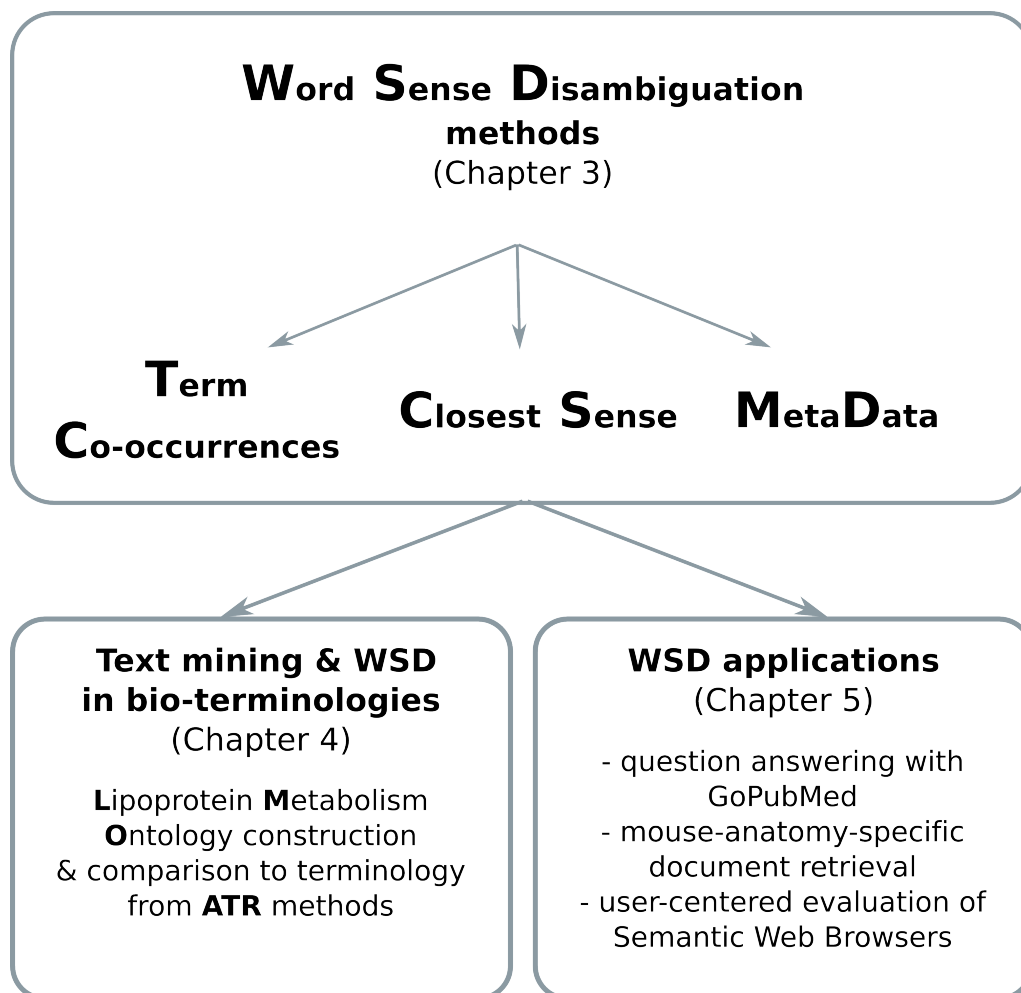 Word Sense Disambiguation
methods
(Chapter 3)
Term
Co-occurrences
Closest Sense
MetaData
Text mining & WSD
in bio-terminologies
(Chapter 4)
Lipoprotein Metabolism
Ontology construction
& comparison to terminology
from ATR methods
WSD applications
(Chapter 5)
- question answering with
GoPubMed
- mouse-anatomy-specific
document retrieval
- user-centered evaluation of
Semantic Web Browsers